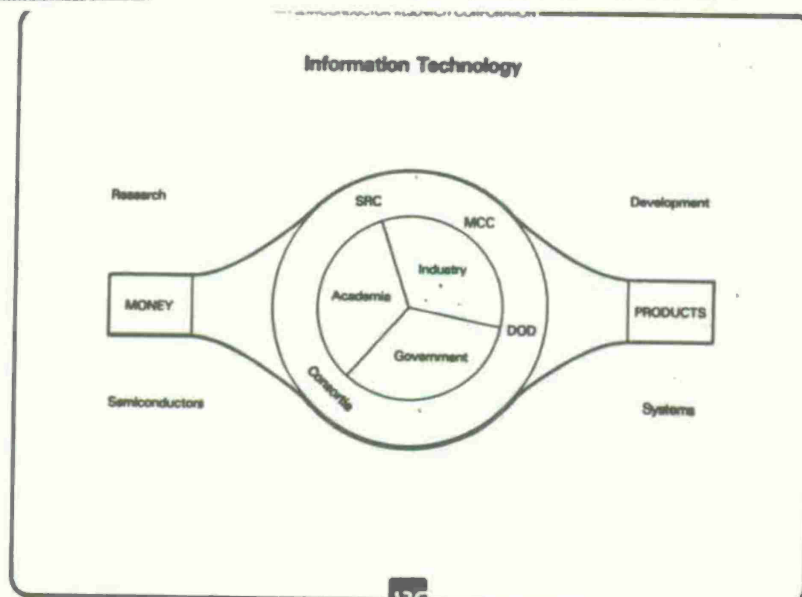 Information Technology
Research
SRC
MCC
Development
Industry
Academia
MONEY
PRODUCTS
DOD
Government
Consortia
Semiconductors
Systems